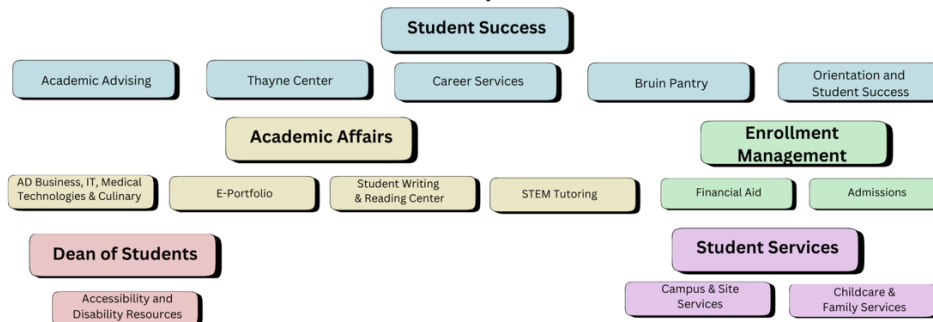 Student Success
Academic Advising
Thayne Center
Career Services
Bruin Pantry
Orientation and
Student Success
Academic Affairs
Enrollment
Management
AD Business, IT, Medical
Technologies & Culinary
E-Portfolio
Student Writing
& Reading Center
STEM Tutoring
Financial Aid
Admissions
Dean of Students
Student Services
Accessibility and
Disability Resources
Campus & Site
Services
Childcare &
Family Services